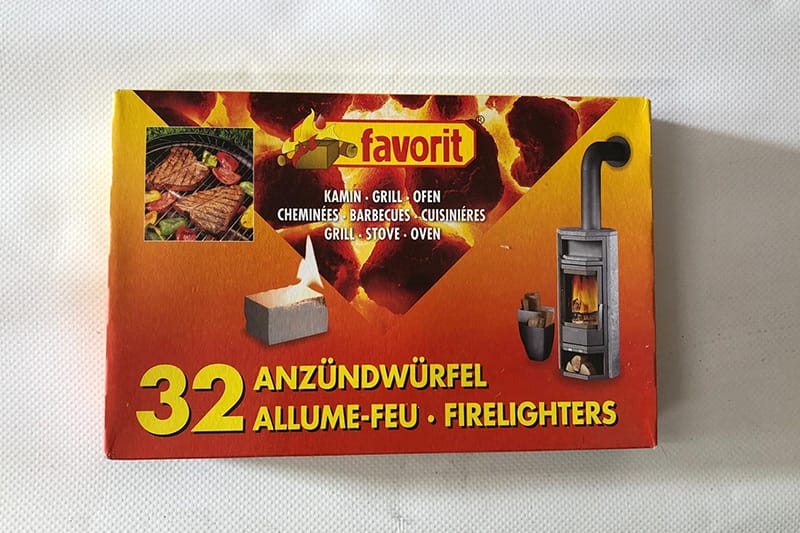 favorit®
KAMIN · GRILL · OFEN
CHEMINÉES · BARBECUES · CUISINIÉRES
GRILL · STOVE · OVEN
32 ANZÜNDWÜRFEL
ALLUME-FEU · FIRELIGHTERS